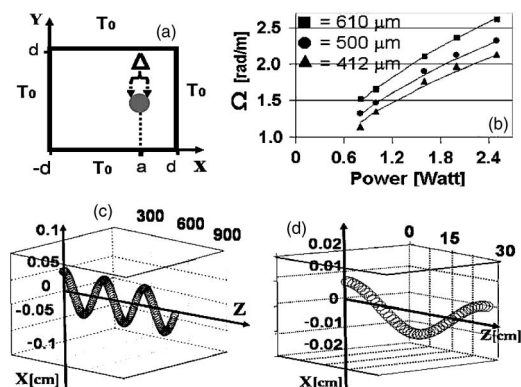 Y
T₀
(a)
d
Δ
T₀
T₀
T₀
X
-d
a
d
2.5
2.0
1.5
1.0
Ω [rad/m]
■ = 610 μm
● = 500 μm
▲ = 412 μm
(b)
0
0.6
1.2
1.8
2.4
3
Power [Watt]
(c)
0.1
0.05
0
-0.05
-0.1
300
600
900
Z
X[cm]
(d)
0.02
0.01
0
-0.01
-0.02
0
15
30
Z[cm]
X[cm]